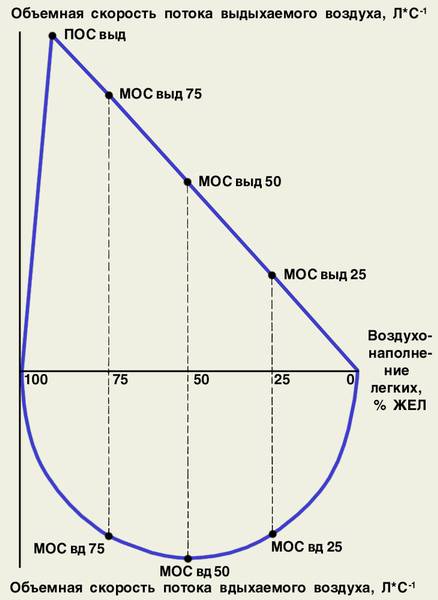 Объемная скорость потока выдыхаемого воздуха, Л*С⁻¹
ПОС выд
МОС выд 75
МОС выд 50
МОС выд 25
Воздухо-
наполне-
ние
легких,
% ЖЕЛ
100 75 50 25 0
МОС вд 75
МОС вд 25
МОС вд 50
Объемная скорость потока вдыхаемого воздуха, Л*С⁻¹